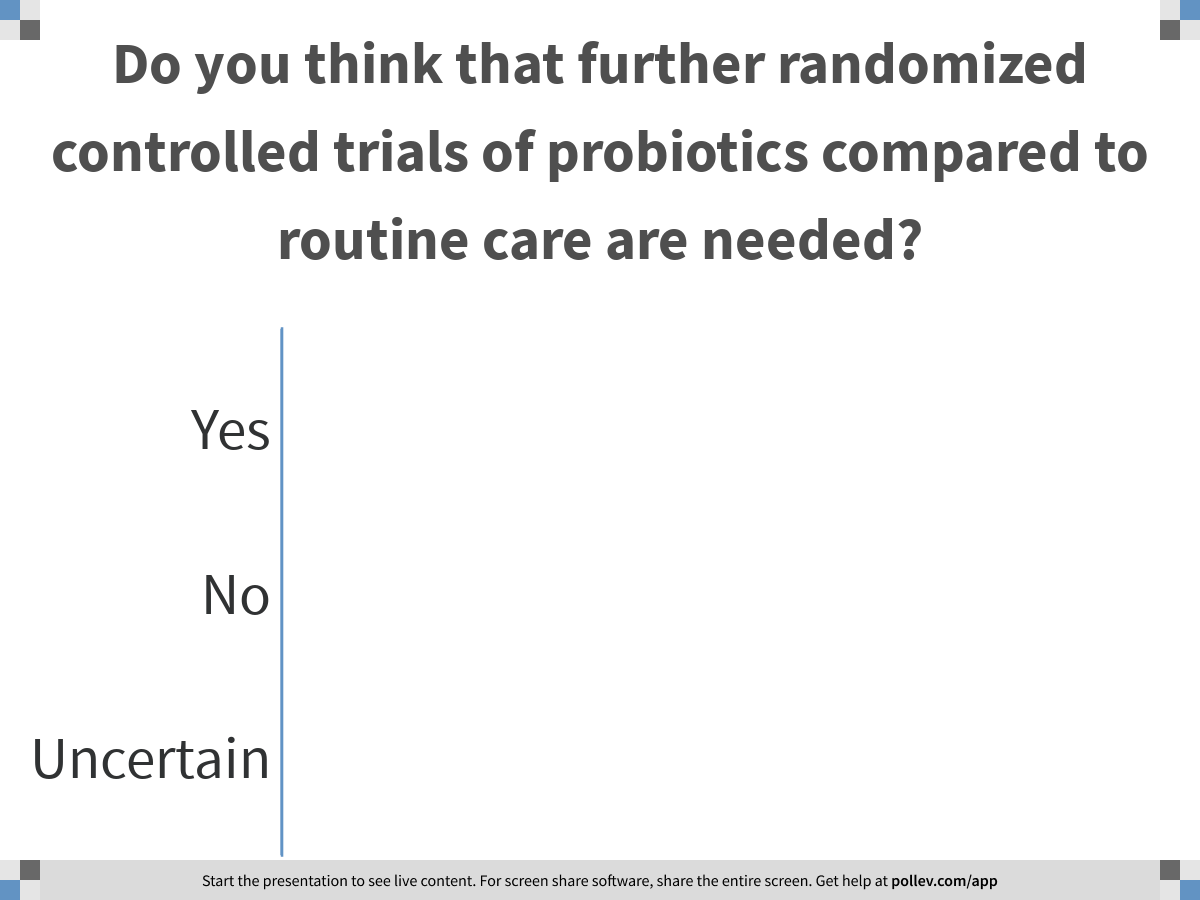 Do you think that further randomized
controlled trials of probiotics compared to
routine care are needed?
Yes
No
Uncertain
Start the presentation to see live content. For screen share software, share the entire screen. Get help at pollev.com/app